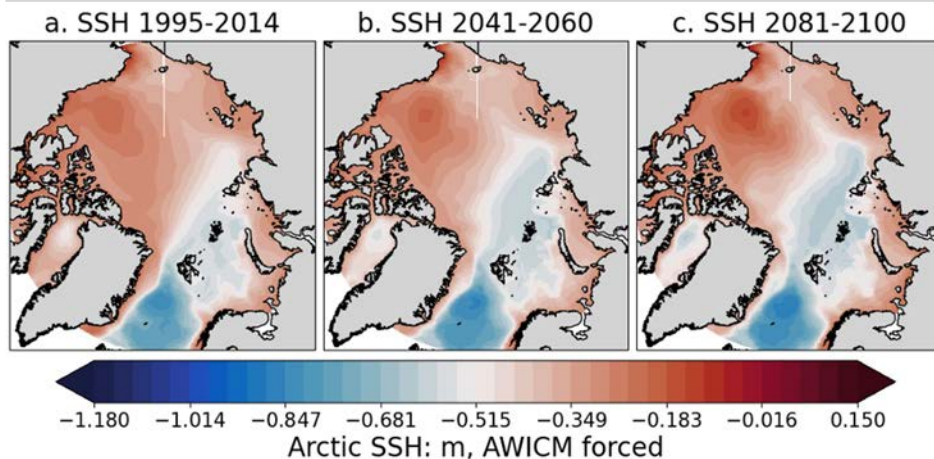 a. SSH 1995-2014 b. SSH 2041-2060 c. SSH 2081-2100
−1.180 −1.014 −0.847 −0.681 −0.515 −0.349 −0.183 −0.016 0.150
Arctic SSH: m, AWICM forced